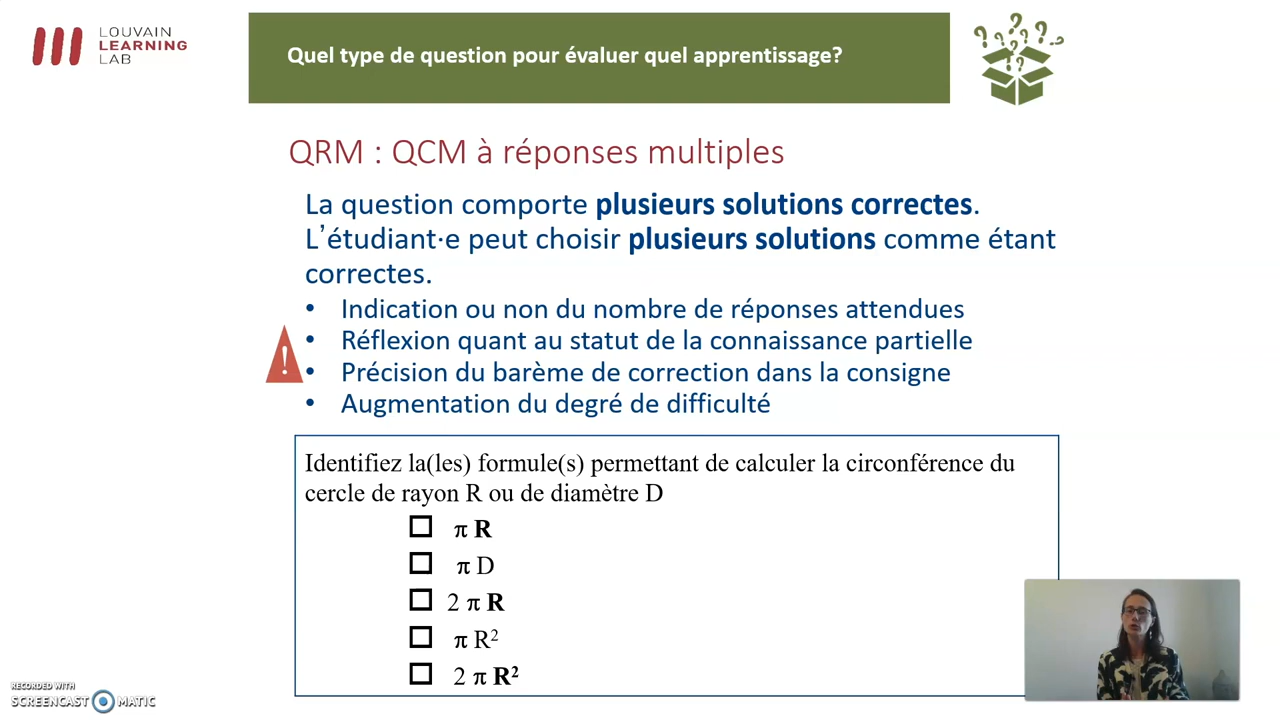 LOUVAIN
LEARNING
LAB
Quel type de question pour évaluer quel apprentissage?
QRM : QCM à réponses multiples
La question comporte plusieurs solutions correctes.
L’étudiant·e peut choisir plusieurs solutions comme étant
correctes.
• Indication ou non du nombre de réponses attendues
• Réflexion quant au statut de la connaissance partielle
• Précision du barème de correction dans la consigne
• Augmentation du degré de difficulté
!
Identifiez la(les) formule(s) permettant de calculer la circonférence du
cercle de rayon R ou de diamètre D
☐ π R
☐ π D
☐ 2 π R
☐ π R²
☐ 2 π R²
RECORDED WITH
SCREENCAST MATIC